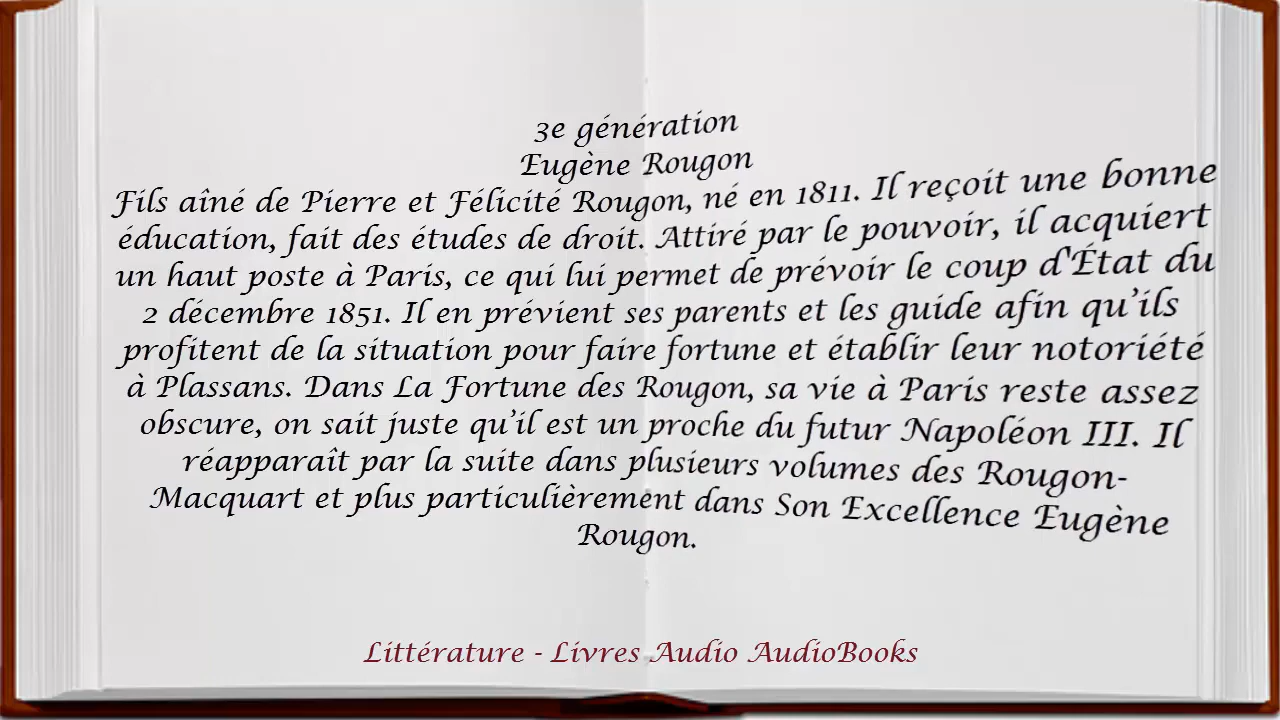 3e génération
Eugène Rougon
Fils aîné de Pierre et Félicité Rougon, né en 1811. Il reçoit une bonne
éducation, fait des études de droit. Attiré par le pouvoir, il acquiert
un haut poste à Paris, ce qui lui permet de prévoir le coup d'État du
2 décembre 1851. Il en prévient ses parents et les guide afin qu’ils
profitent de la situation pour faire fortune et établir leur notoriété
à Plassans. Dans La Fortune des Rougon, sa vie à Paris reste assez
obscure, on sait juste qu’il est un proche du futur Napoléon III. Il
réapparaît par la suite dans plusieurs volumes des Rougon-
Macquart et plus particulièrement dans Son Excellence Eugène
Rougon.
Littérature - Livres Audio AudioBooks